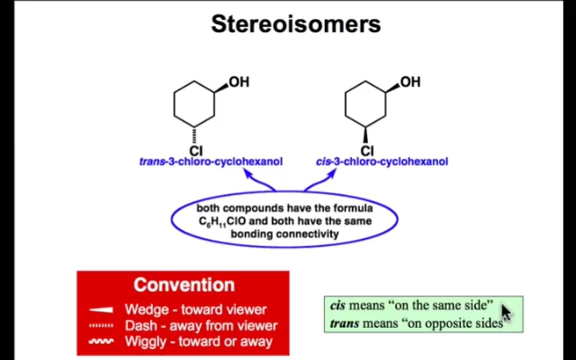 Stereoisomers
OH
OH
Cl
Cl
trans-3-chloro-cyclohexanol
cis-3-chloro-cyclohexanol
both compounds have the formula
C₆H₁₁ClO and both have the same
bonding connectivity
Convention
Wedge - toward viewer
Dash - away from viewer
Wiggly - toward or away
cis means “on the same side”
trans means “on opposite sides”